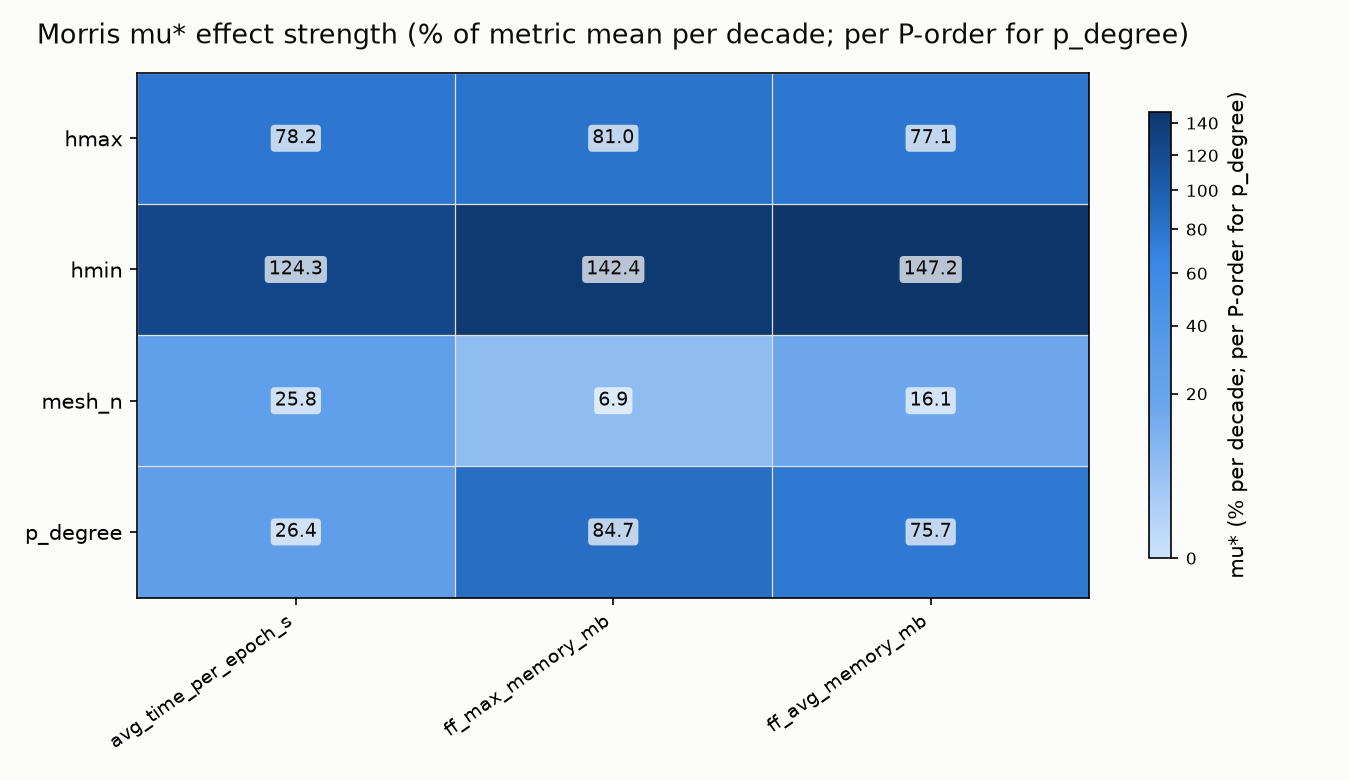 Morris mu* effect strength (% of metric mean per decade; per P-order for p_degree)
hmax 78.2 81.0 77.1
hmin 124.3 142.4 147.2
mesh_n 25.8 6.9 16.1
p_degree 26.4 84.7 75.7
avg_time_per_epoch_s ff_max_memory_mb ff_avg_memory_mb
140
120
100
80
60
40
20
0
mu* (% per decade; per P-order for p_degree)